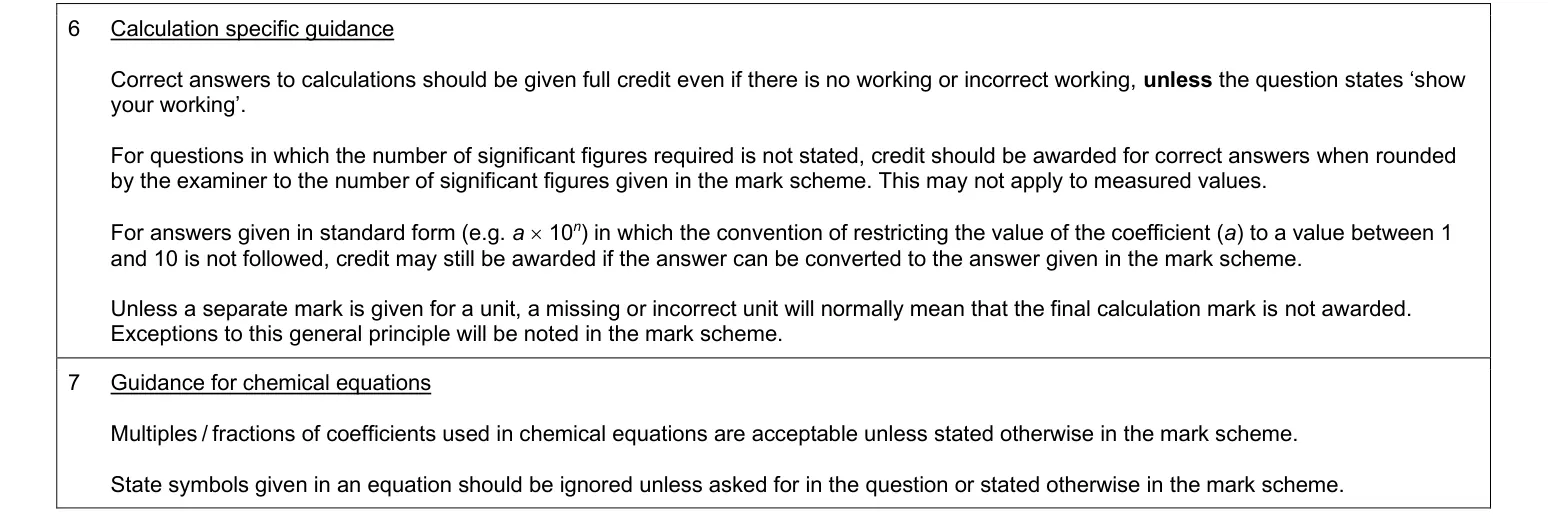 6 Calculation specific guidance
Correct answers to calculations should be given full credit even if there is no working or incorrect working, unless the question states ‘show
your working’.
For questions in which the number of significant figures required is not stated, credit should be awarded for correct answers when rounded
by the examiner to the number of significant figures given in the mark scheme. This may not apply to measured values.
For answers given in standard form (e.g. a × 10ⁿ) in which the convention of restricting the value of the coefficient (a) to a value between 1
and 10 is not followed, credit may still be awarded if the answer can be converted to the answer given in the mark scheme.
Unless a separate mark is given for a unit, a missing or incorrect unit will normally mean that the final calculation mark is not awarded.
Exceptions to this general principle will be noted in the mark scheme.
7 Guidance for chemical equations
Multiples / fractions of coefficients used in chemical equations are acceptable unless stated otherwise in the mark scheme.
State symbols given in an equation should be ignored unless asked for in the question or stated otherwise in the mark scheme.